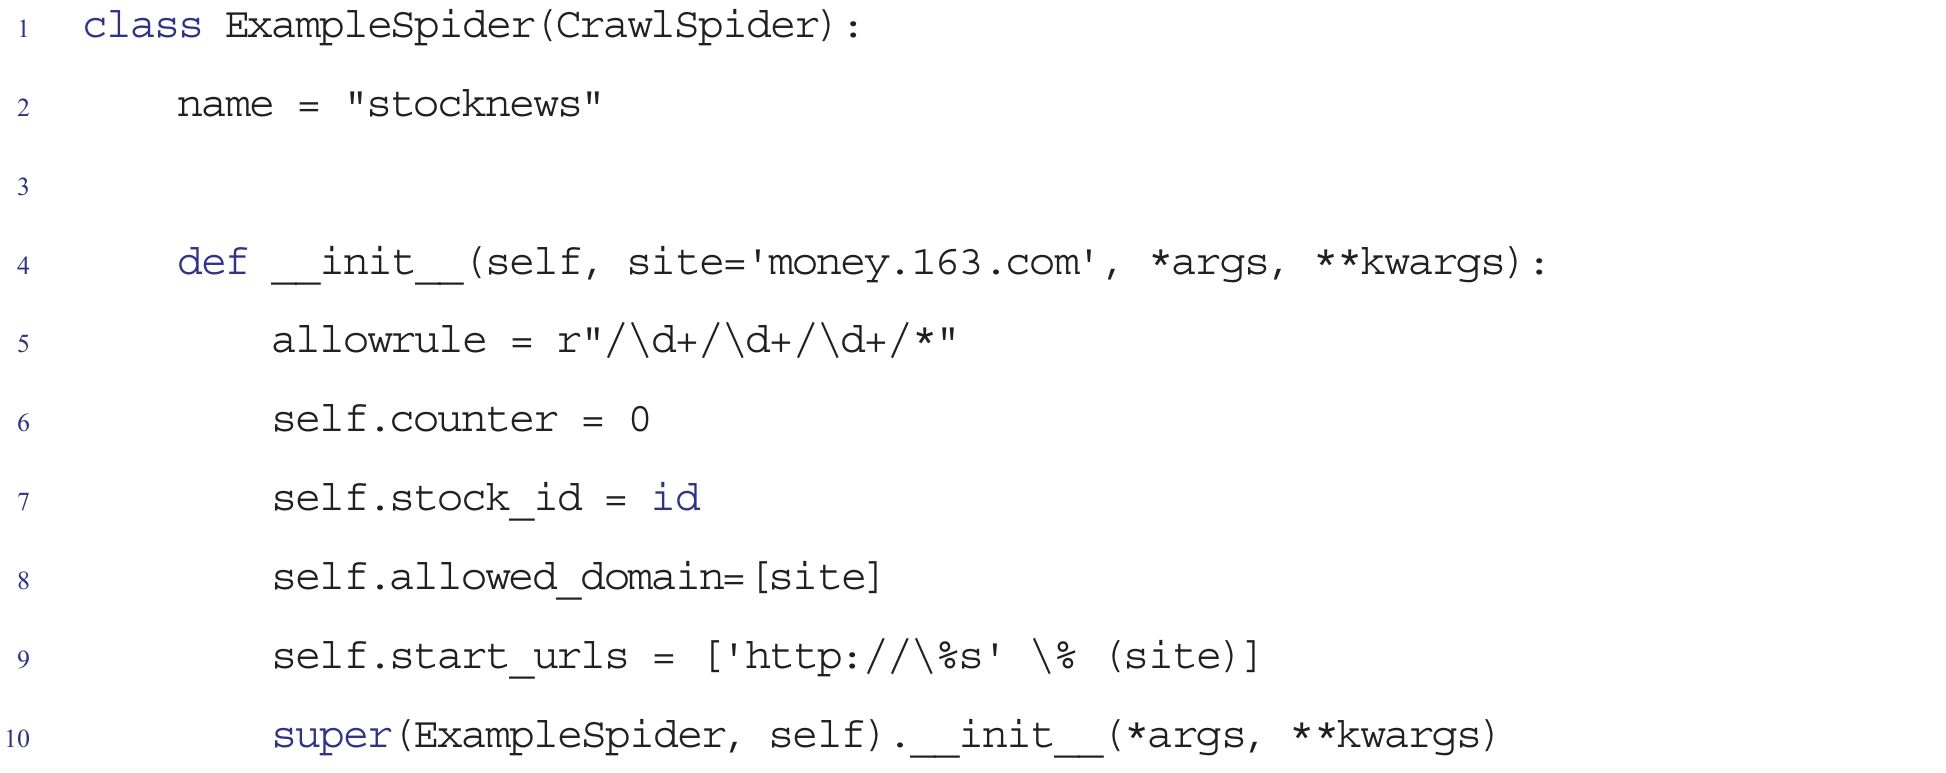 1 class ExampleSpider(CrawlSpider):
2     name = "stocknews"
3
4     def __init__(self, site='money.163.com', *args, **kwargs):
5         allowrule = r"/\d+/\d+/\d+/*"
6         self.counter = 0
7         self.stock_id = id
8         self.allowed_domain=[site]
9         self.start_urls = ['http://\%s' \% (site)]
10         super(ExampleSpider, self).__init__(*args, **kwargs)